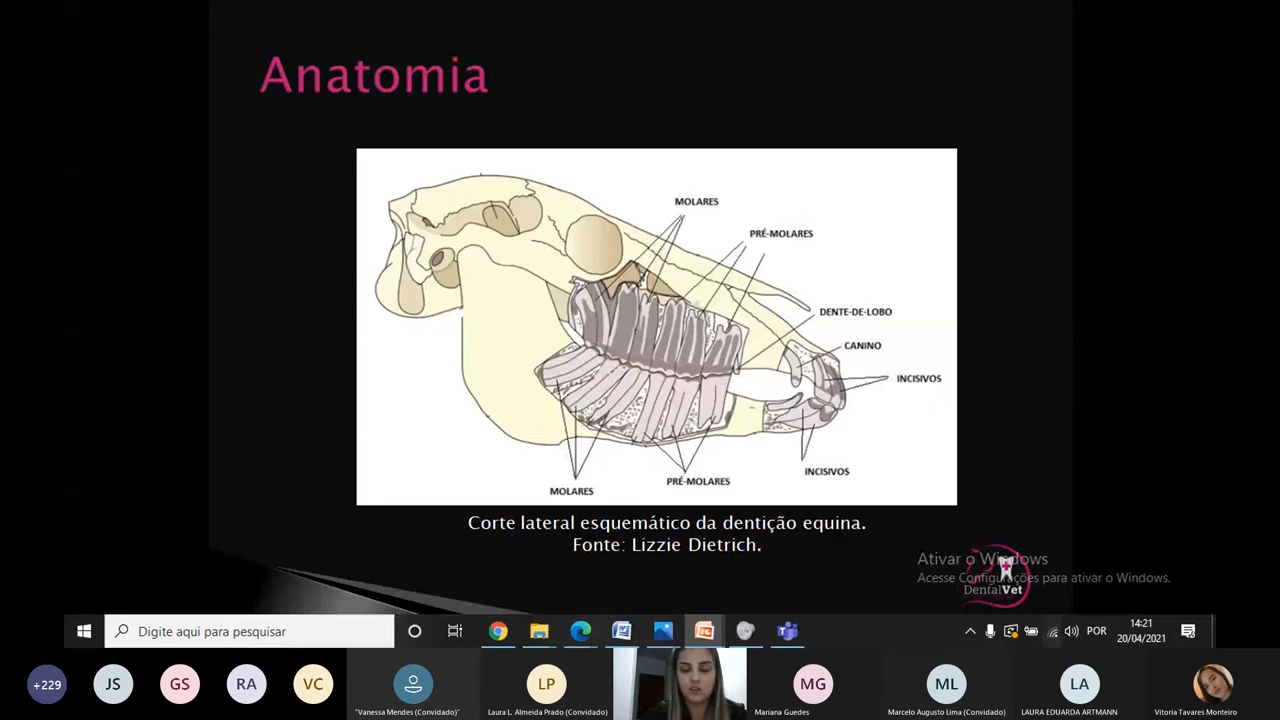 Anatomia
MOLARES
PRÉ-MOLARES
DENTE-DE-LOBO
CANINO
INCISIVOS
INCISIVOS
PRÉ-MOLARES
MOLARES
Corte lateral esquemático da dentição equina.
Fonte: Lizzie Dietrich.
Ativar o Windows
Acesse Configurações para ativar o Windows.
DentalVet
Digite aqui para pesquisar
POR
14:21
20/04/2021
+229
JS
GS
RA
VC
LP
MG
ML
LA
"Vanessa Mendes (Convidado)"
Laura L. Almeida Prado (Convidado)
Mariana Guedes
Marcelo Augusto Lima (Convidado)
LAURA EDUARDA ARTMANN
Vitoria Tavares Monteiro